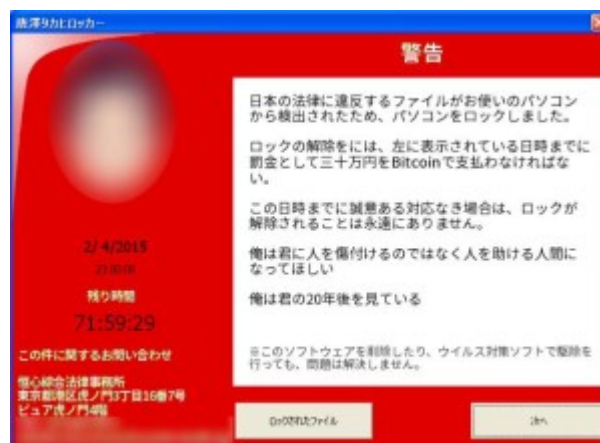 唐澤タカヒロッカー
警告
日本の法律に違反するファイルがお使いのパソコン
から検出されたため、パソコンをロックしました。
ロックの解除をには、左に表示されている日時までに
罰金として三十万円をBitcoinで支払わなければな
い。
この日時までに誠意ある対応なき場合は、ロックが
解除されることは永遠にありません。
俺は君に人を傷付けるのではなく人を助ける人間に
なってほしい
俺は君の20年後を見ている
※このソフトウェアを削除したり、ウイルス対策ソフトで駆除を
行っても、問題は解決しません。
2/ 4/2015
残り時間
71:59:29
この件に関するお問い合わせ
恒心綜合法律事務所
東京都港区虎ノ門3丁目16番7号
ピュア虎ノ門4階
ロックされたファイル
次へ